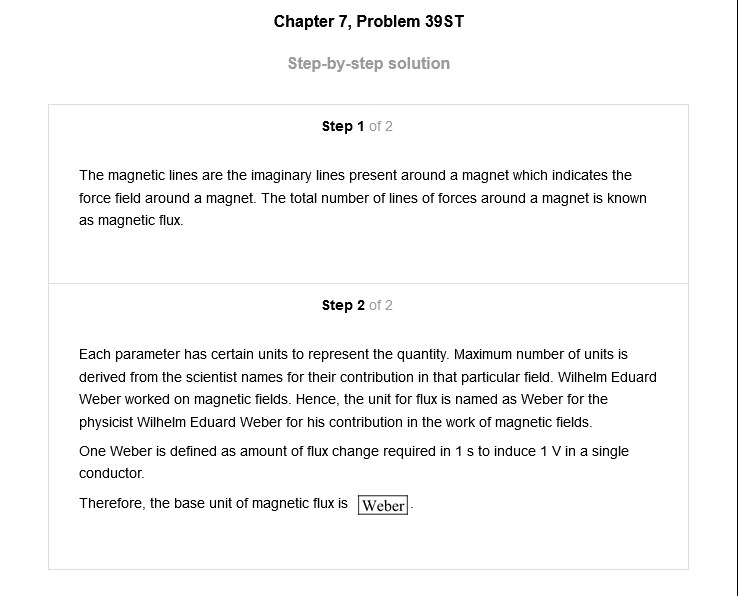 Chapter 7, Problem 39ST
Step-by-step solution
Step 1 of 2
The magnetic lines are the imaginary lines present around a magnet which indicates the
force field around a magnet. The total number of lines of forces around a magnet is known
as magnetic flux.
Step 2 of 2
Each parameter has certain units to represent the quantity. Maximum number of units is
derived from the scientist names for their contribution in that particular field. Wilhelm Eduard
Weber worked on magnetic fields. Hence, the unit for flux is named as Weber for the
physicist Wilhelm Eduard Weber for his contribution in the work of magnetic fields.
One Weber is defined as amount of flux change required in 1 s to induce 1 V in a single
conductor.
Therefore, the base unit of magnetic flux is Weber.